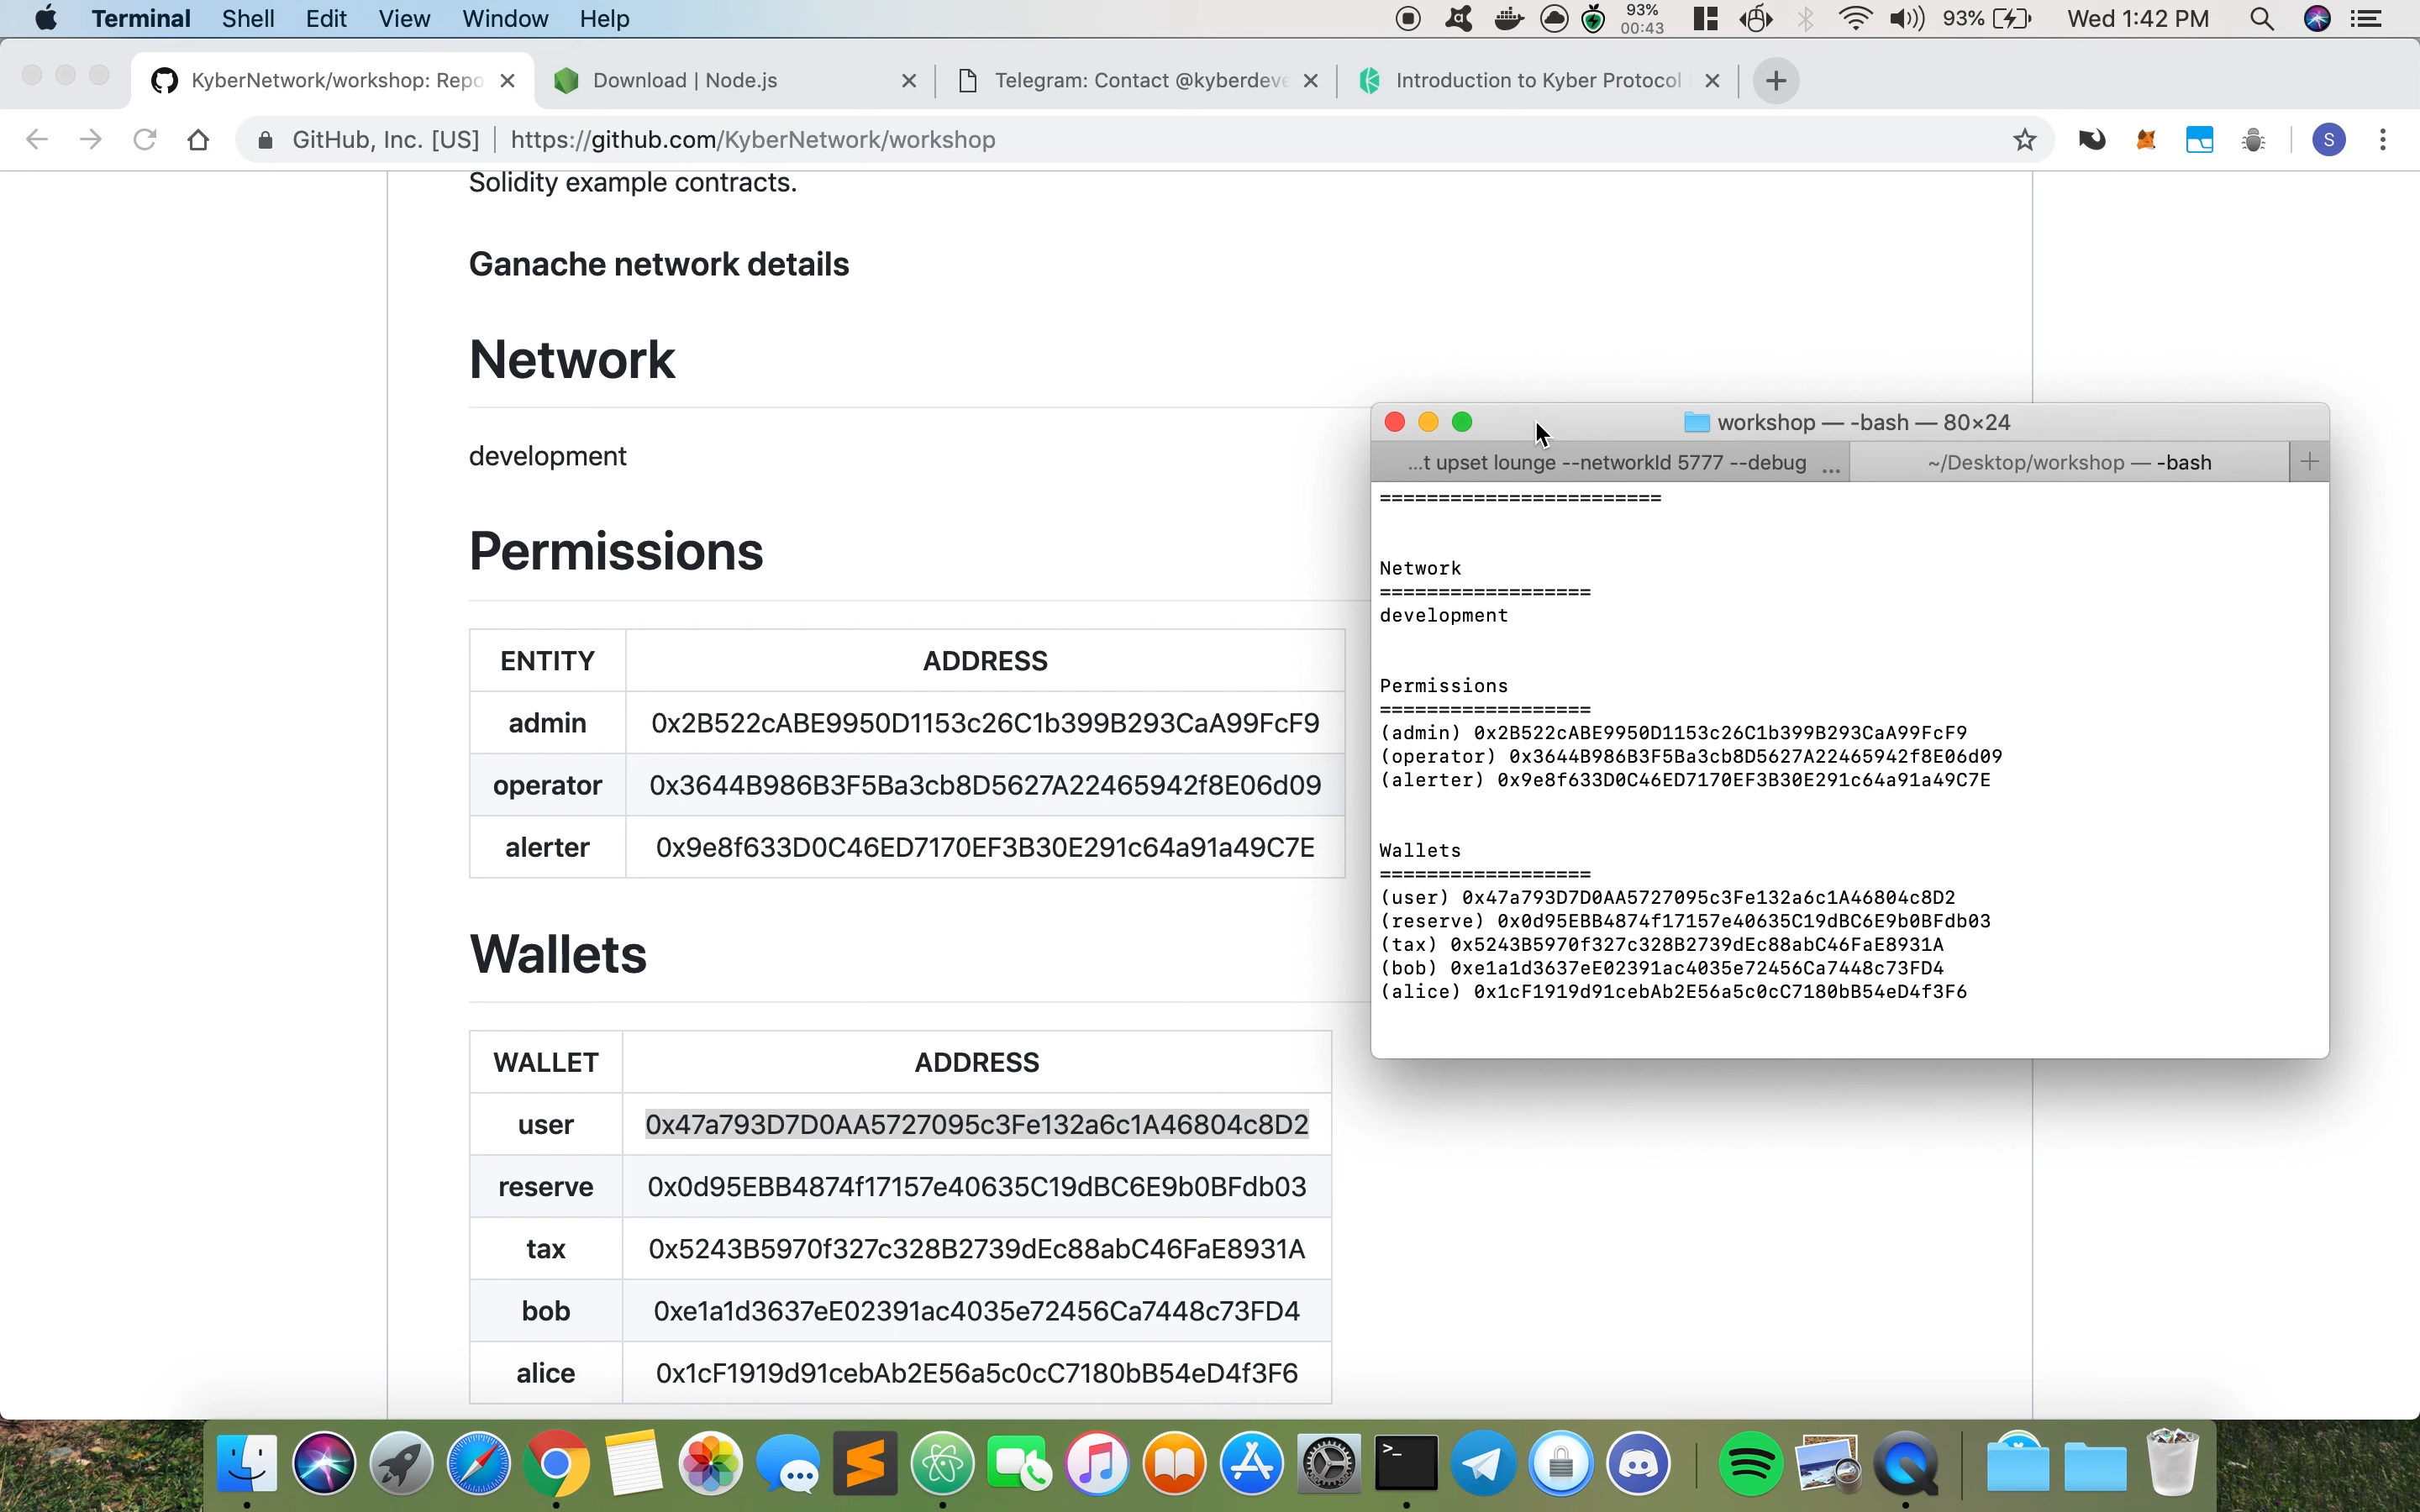 Terminal Shell Edit View Window Help
93%
00:43
93%
Wed 1:42 PM
KyberNetwork/workshop: Repo
Download | Node.js
Telegram: Contact @kyberdeve
Introduction to Kyber Protocol
GitHub, Inc. [US] https://github.com/KyberNetwork/workshop
S
Solidity example contracts.
Ganache network details
Network
development
Permissions
ENTITY ADDRESS
admin 0x2B522cABE9950D1153c26C1b399B293CaA99FcF9
operator 0x3644B986B3F5Ba3cb8D5627A22465942f8E06d09
alerter 0x9e8f633D0C46ED7170EF3B30E291c64a91a49C7E
Wallets
WALLET ADDRESS
user 0x47a793D7D0AA5727095c3Fe132a6c1A46804c8D2
reserve 0x0d95EBB4874f17157e40635C19dBC6E9b0BFdb03
tax 0x5243B5970f327c328B2739dEc88abC46FaE8931A
bob 0xe1a1d3637eE02391ac4035e72456Ca7448c73FD4
alice 0x1cF1919d91cebAb2E56a5c0cC7180bB54eD4f3F6
workshop — -bash — 80×24
...t upset lounge --networkId 5777 --debug ...
~/Desktop/workshop — -bash
========================
Network
==================
development
Permissions
==================
(admin) 0x2B522cABE9950D1153c26C1b399B293CaA99FcF9
(operator) 0x3644B986B3F5Ba3cb8D5627A22465942f8E06d09
(alerter) 0x9e8f633D0C46ED7170EF3B30E291c64a91a49C7E
Wallets
==================
(user) 0x47a793D7D0AA5727095c3Fe132a6c1A46804c8D2
(reserve) 0x0d95EBB4874f17157e40635C19dBC6E9b0BFdb03
(tax) 0x5243B5970f327c328B2739dEc88abC46FaE8931A
(bob) 0xe1a1d3637eE02391ac4035e72456Ca7448c73FD4
(alice) 0x1cF1919d91cebAb2E56a5c0cC7180bB54eD4f3F6